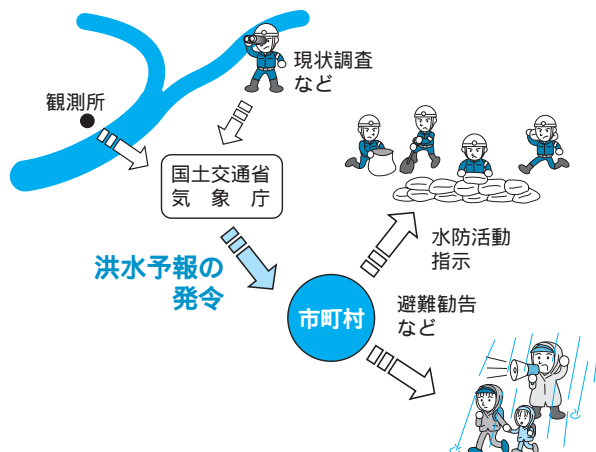 現状調査
など
観測所
国土交通省
気象庁
洪水予報の
発令
水防活動
指示
市町村
避難勧告
など